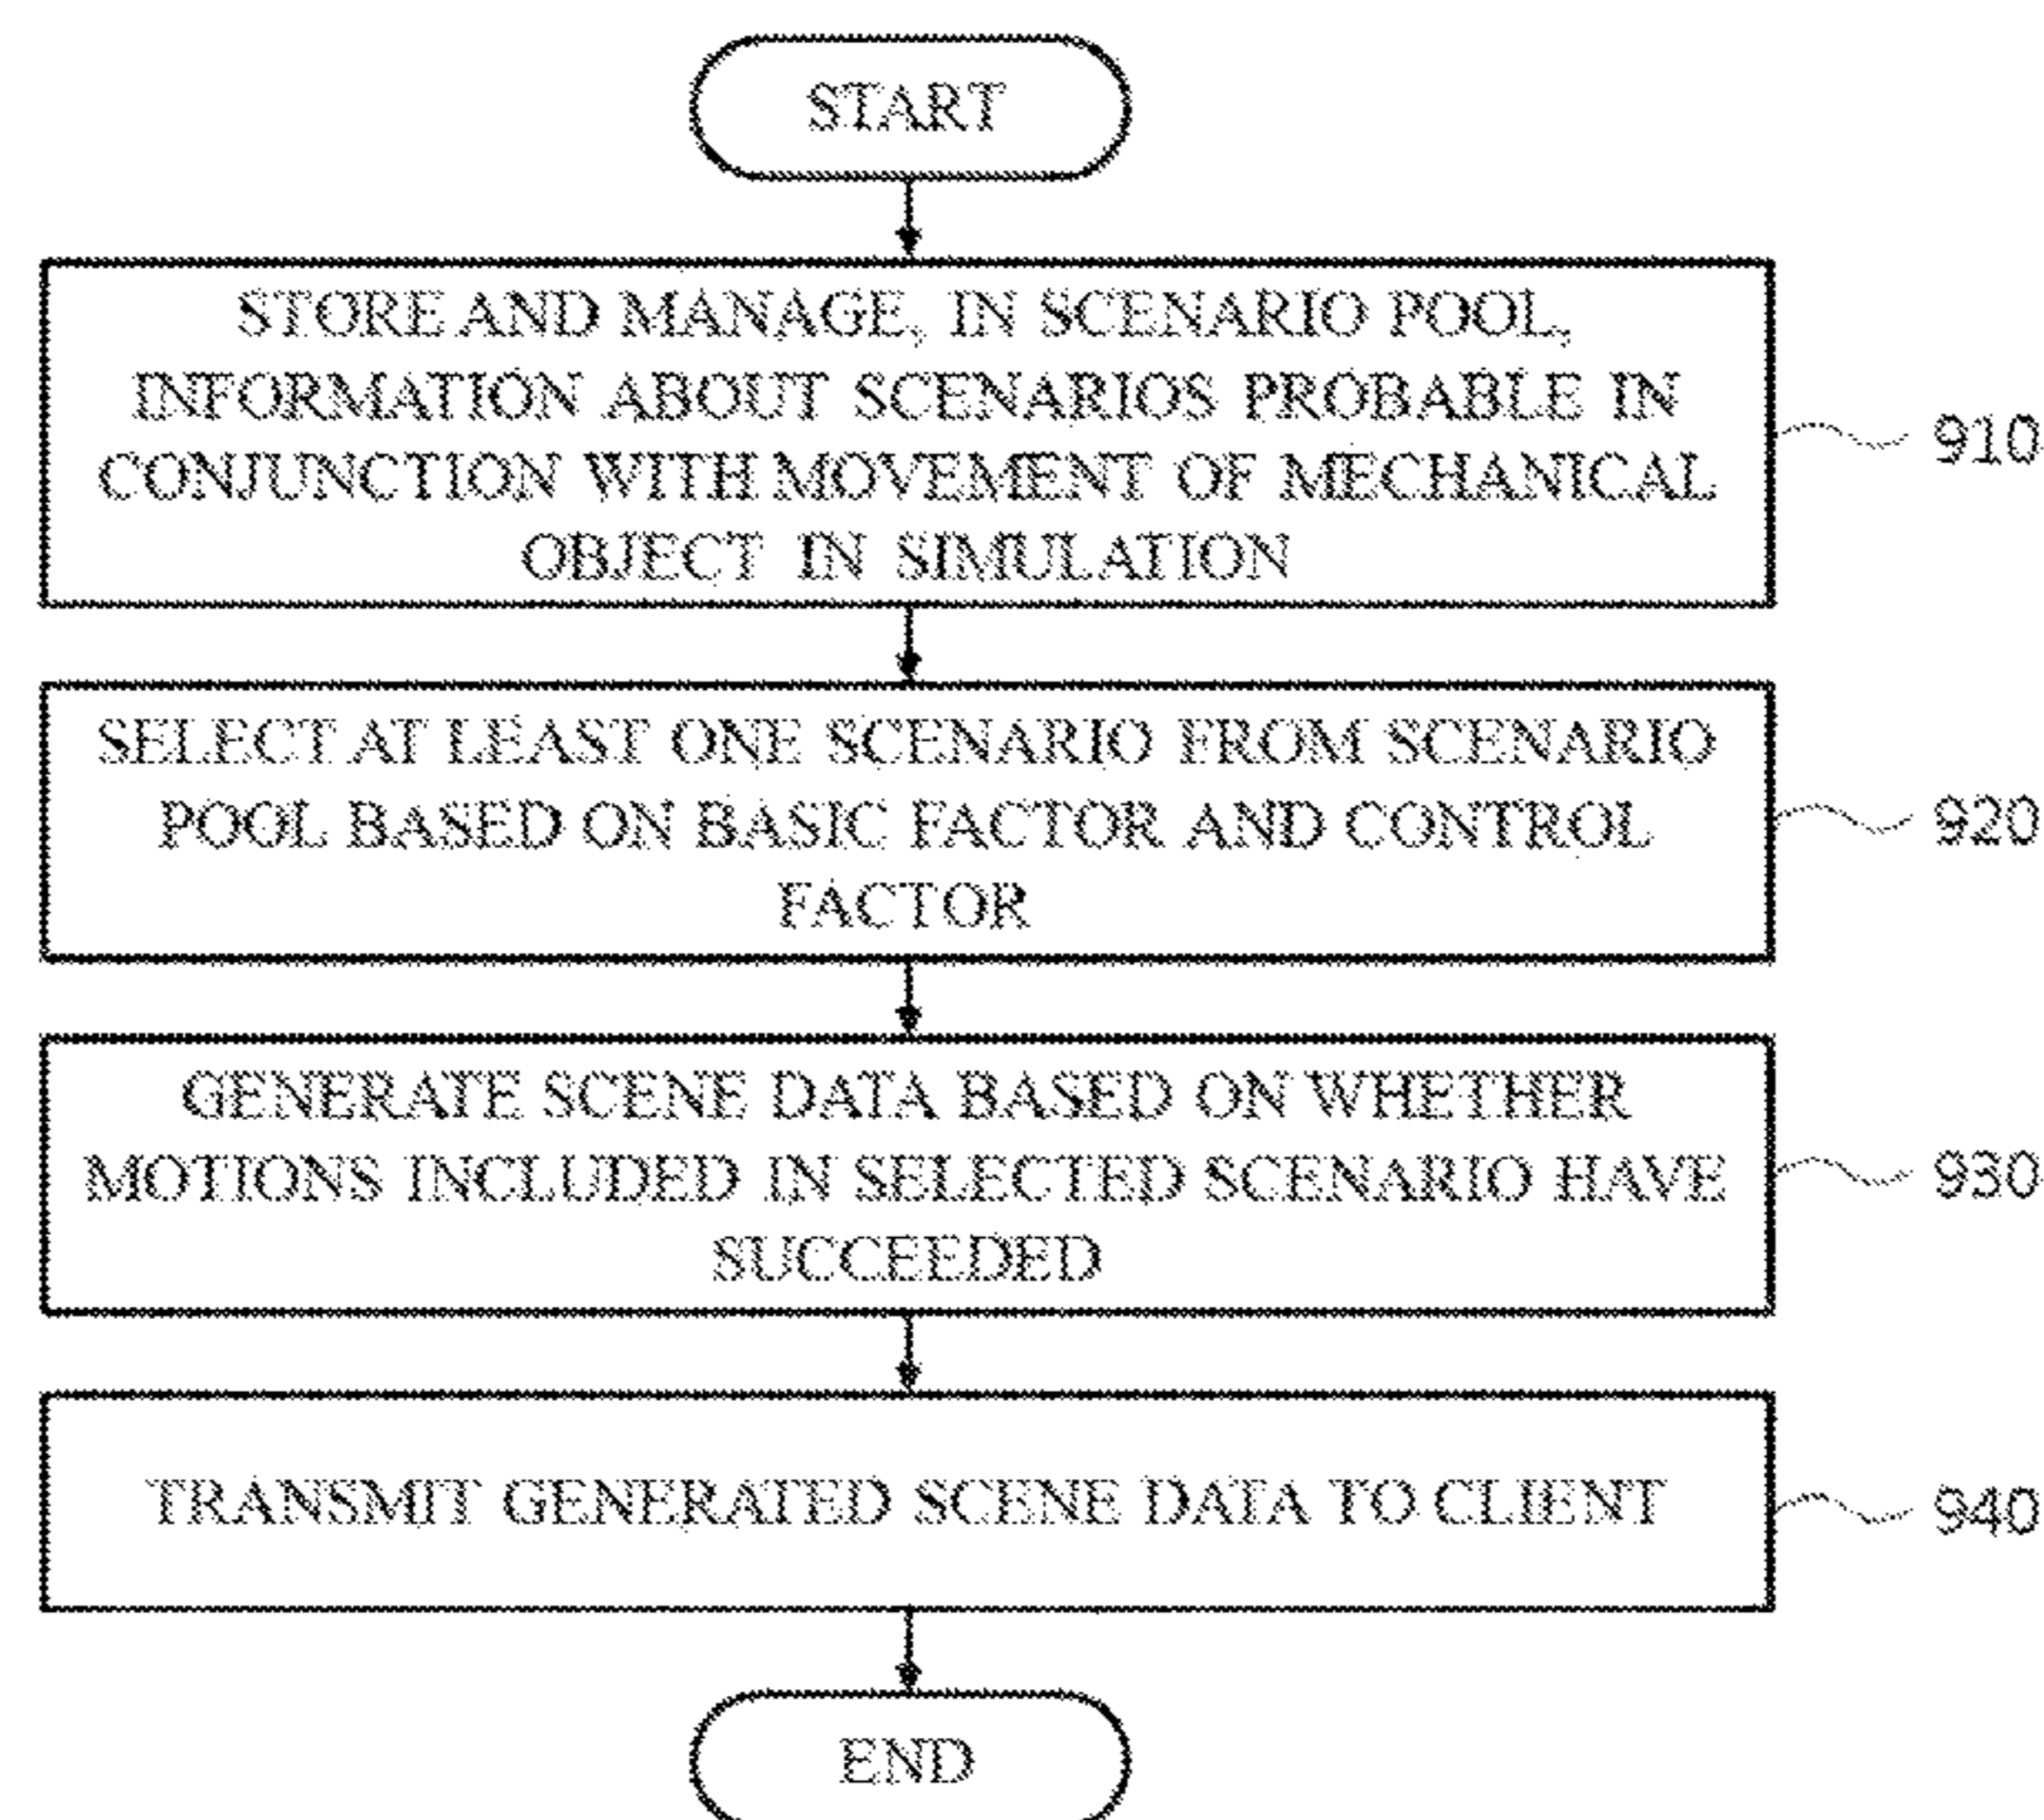 START
STORE AND MANAGE, IN SCENARIO POOL,
INFORMATION ABOUT SCENARIOS PROBABLE IN
CONJUNCTION WITH MOVEMENT OF MECHANICAL
OBJECT IN SIMULATION
910
SELECT AT LEAST ONE SCENARIO FROM SCENARIO
POOL BASED ON BASIC FACTOR AND CONTROL
FACTOR
920
GENERATE SCENE DATA BASED ON WHETHER
MOTIONS INCLUDED IN SELECTED SCENARIO HAVE
SUCCEEDED
930
TRANSMIT GENERATED SCENE DATA TO CLIENT
940
END